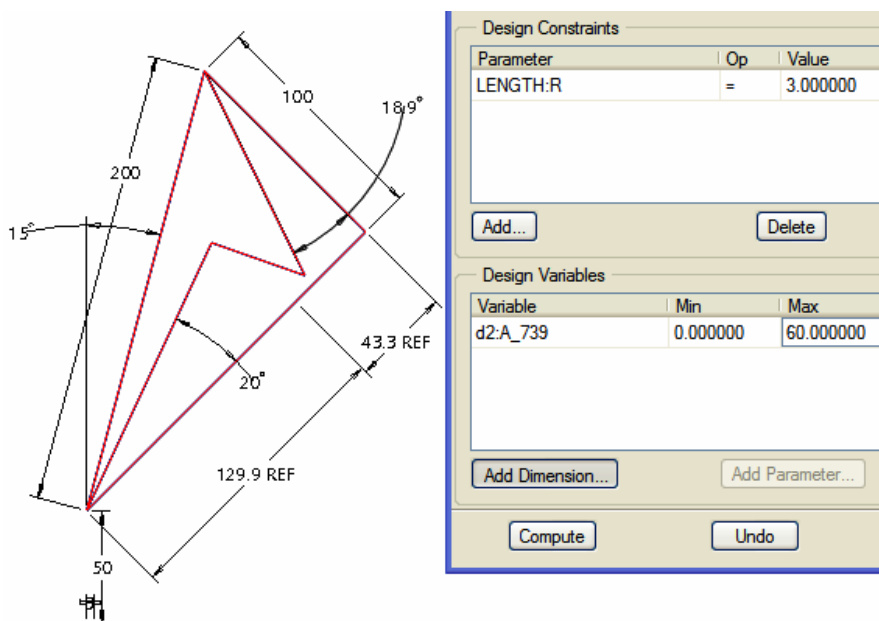 100
18.9°
200
15°
43.3 REF
20°
129.9 REF
50
Design Constraints
Parameter Op Value
LENGTH:R = 3.000000
Add... Delete
Design Variables
Variable Min Max
d2:A_739 0.000000 60.000000
Add Dimension... Add Parameter...
Compute Undo